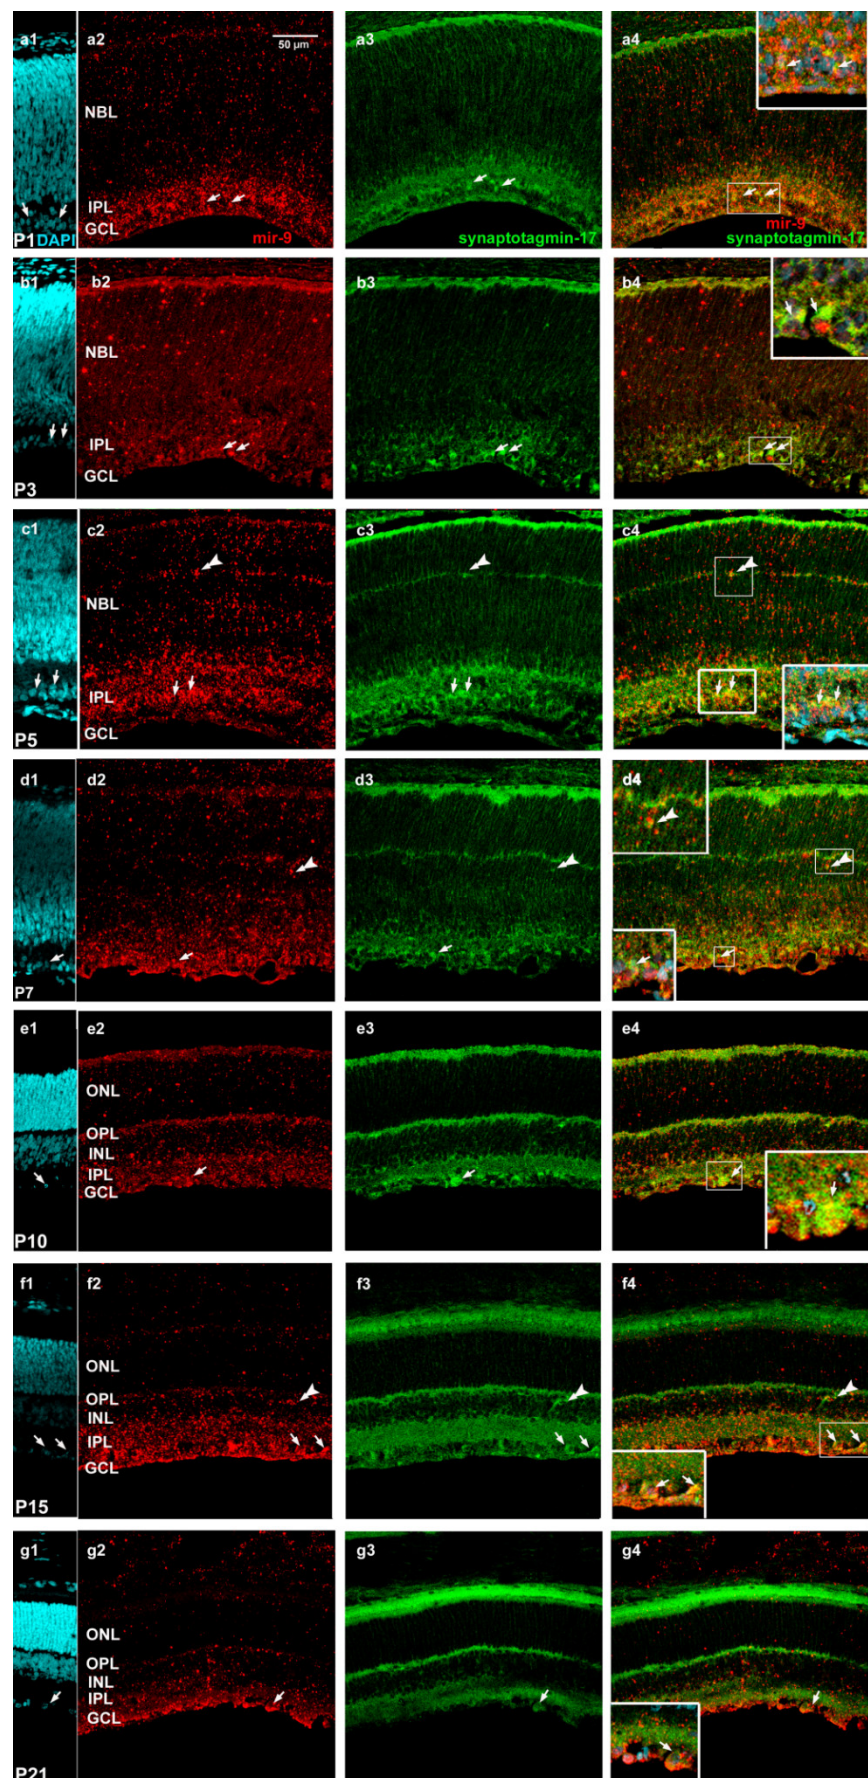 a1 a2 a3 a4
50 µm
NBL
IPL
GCL
P1 DAPI mir-9 synaptotagmin-17 mir-9
synaptotagmin-17
b1 b2 b3 b4
NBL
IPL
GCL
P3
c1 c2 c3 c4
NBL
IPL
GCL
P5
d1 d2 d3 d4
P7
e1 e2 e3 e4
ONL
OPL
INL
IPL
GCL
P10
f1 f2 f3 f4
ONL
OPL
INL
IPL
GCL
P15
g1 g2 g3 g4
ONL
OPL
INL
IPL
GCL
P21